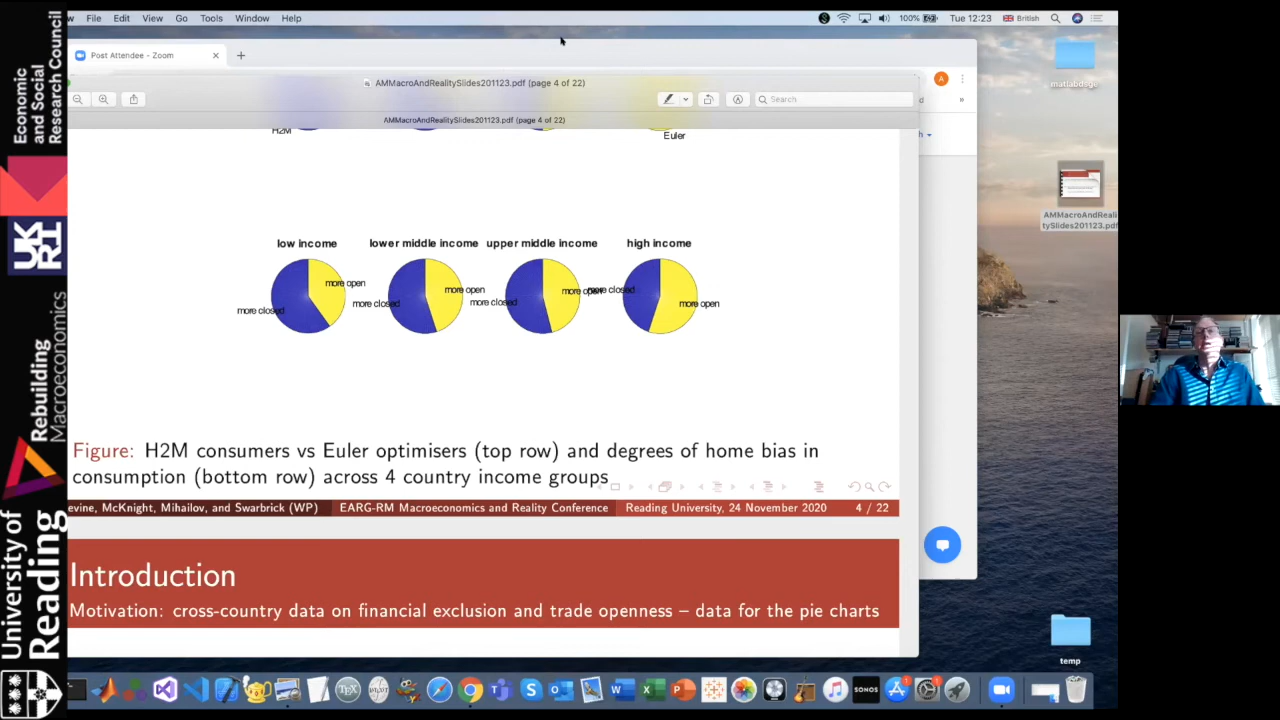 w File Edit View Go Tools Window Help
100% Tue 12:23 British
Post Attendee - Zoom
AMMacroAndRealitySlides201123.pdf (page 4 of 22)
Search
AMMacroAndRealitySlides201123.pdf (page 4 of 22)
H2M
Euler
low income lower middle income upper middle income high income
more open more closed
more open more closed
more open more closed
more open more closed
Figure: H2M consumers vs Euler optimisers (top row) and degrees of home bias in
consumption (bottom row) across 4 country income groups
evine, McKnight, Mihailov, and Swarbrick (WP) EARG-RM Macroeconomics and Reality Conference Reading University, 24 November 2020 4 / 22
Introduction
Motivation: cross-country data on financial exclusion and trade openness – data for the pie charts
matlabdsge
AMMacroAndReali
tySlides201123.pdf
temp
SONOS
Economic
and Social
Research Council
UKRI
Rebuilding
Macroeconomics
University of
Reading